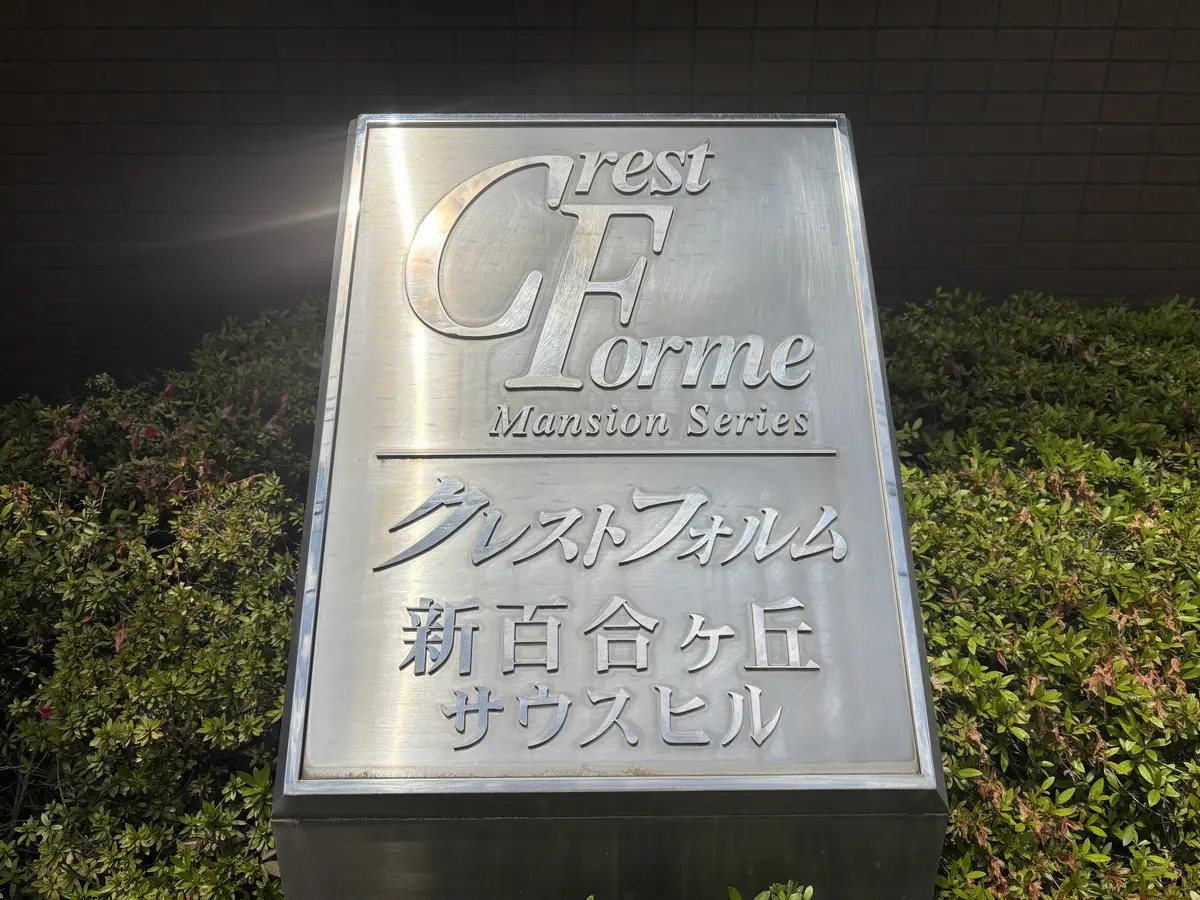 Crest
Forme
Mansion Series
クレストフォルム
新百合ヶ丘
サウスヒル